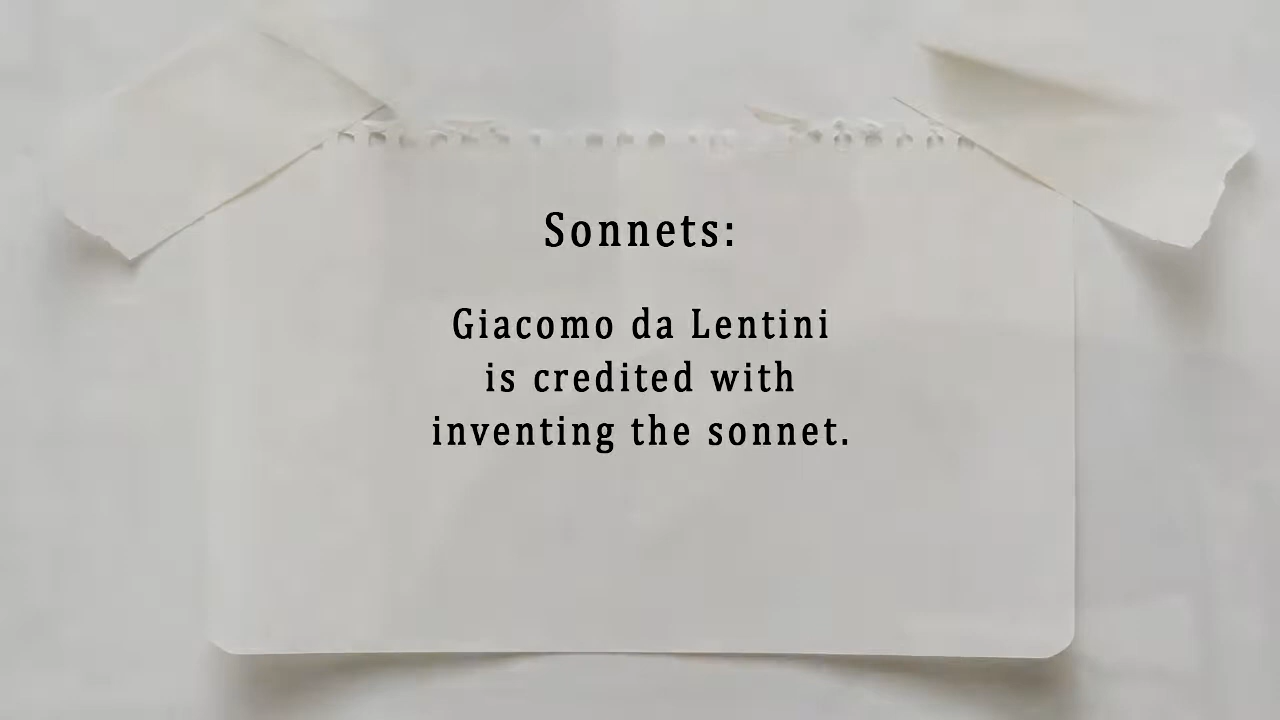 Sonnets:
Giacomo da Lentini
is credited with
inventing the sonnet.